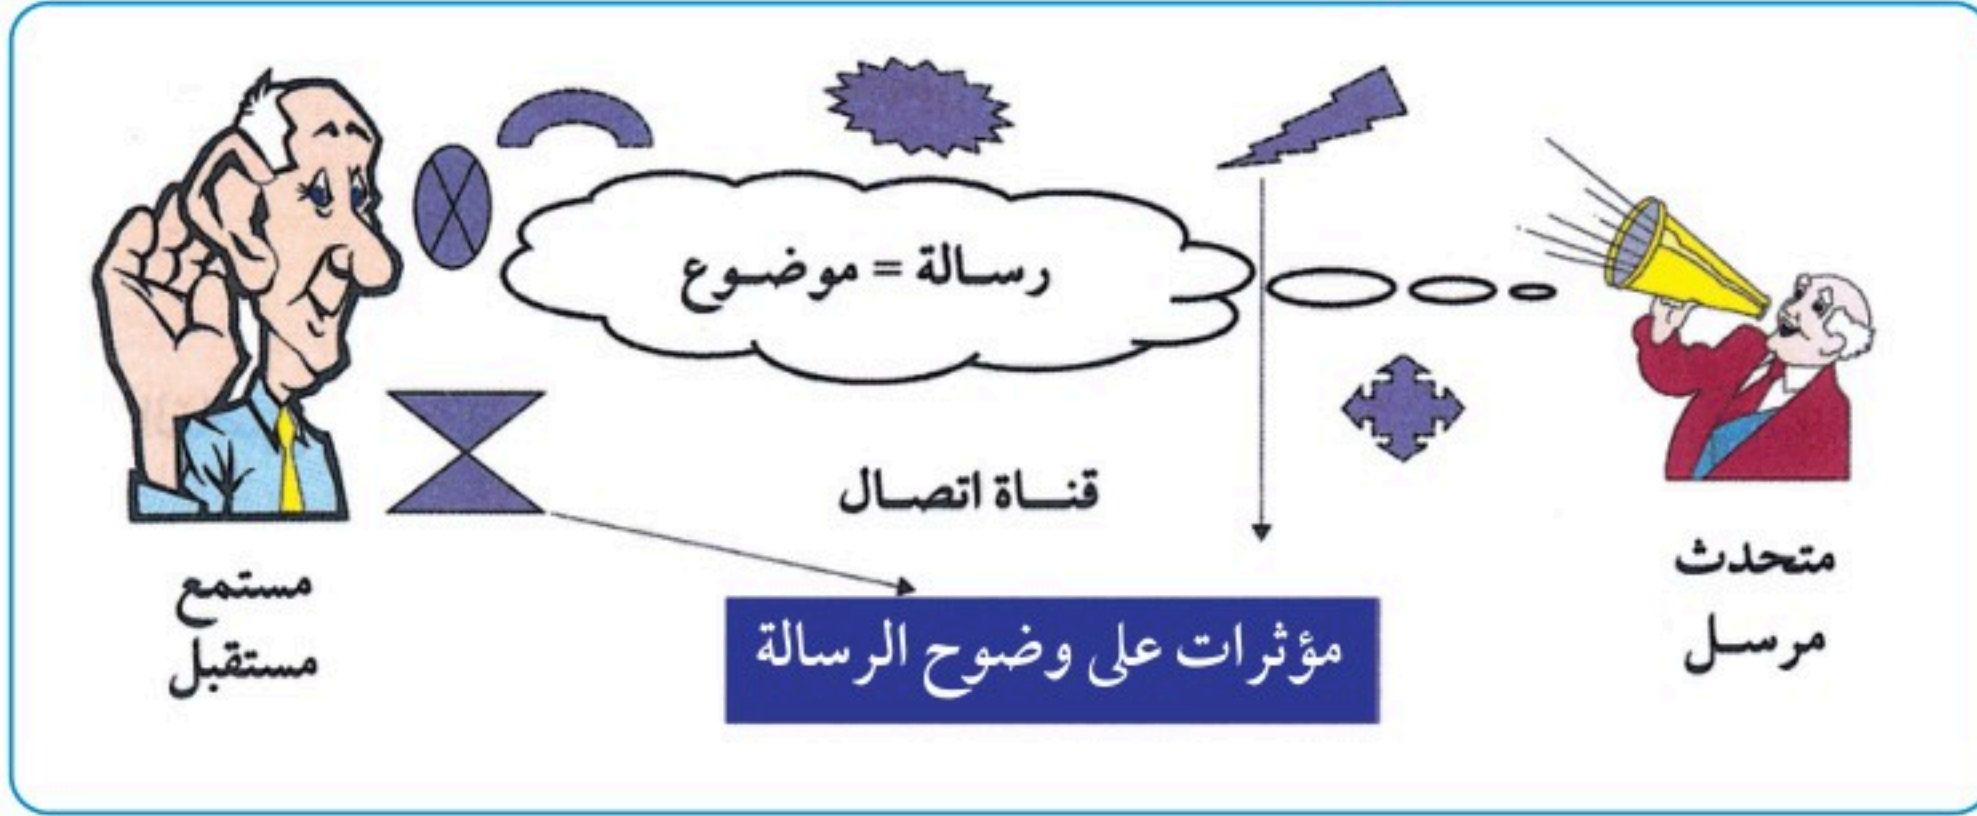 رسالة = موضوع
قناة اتصال
متحدث
مرسل
مستمع
مستقبل
مؤثرات على وضوح الرسالة